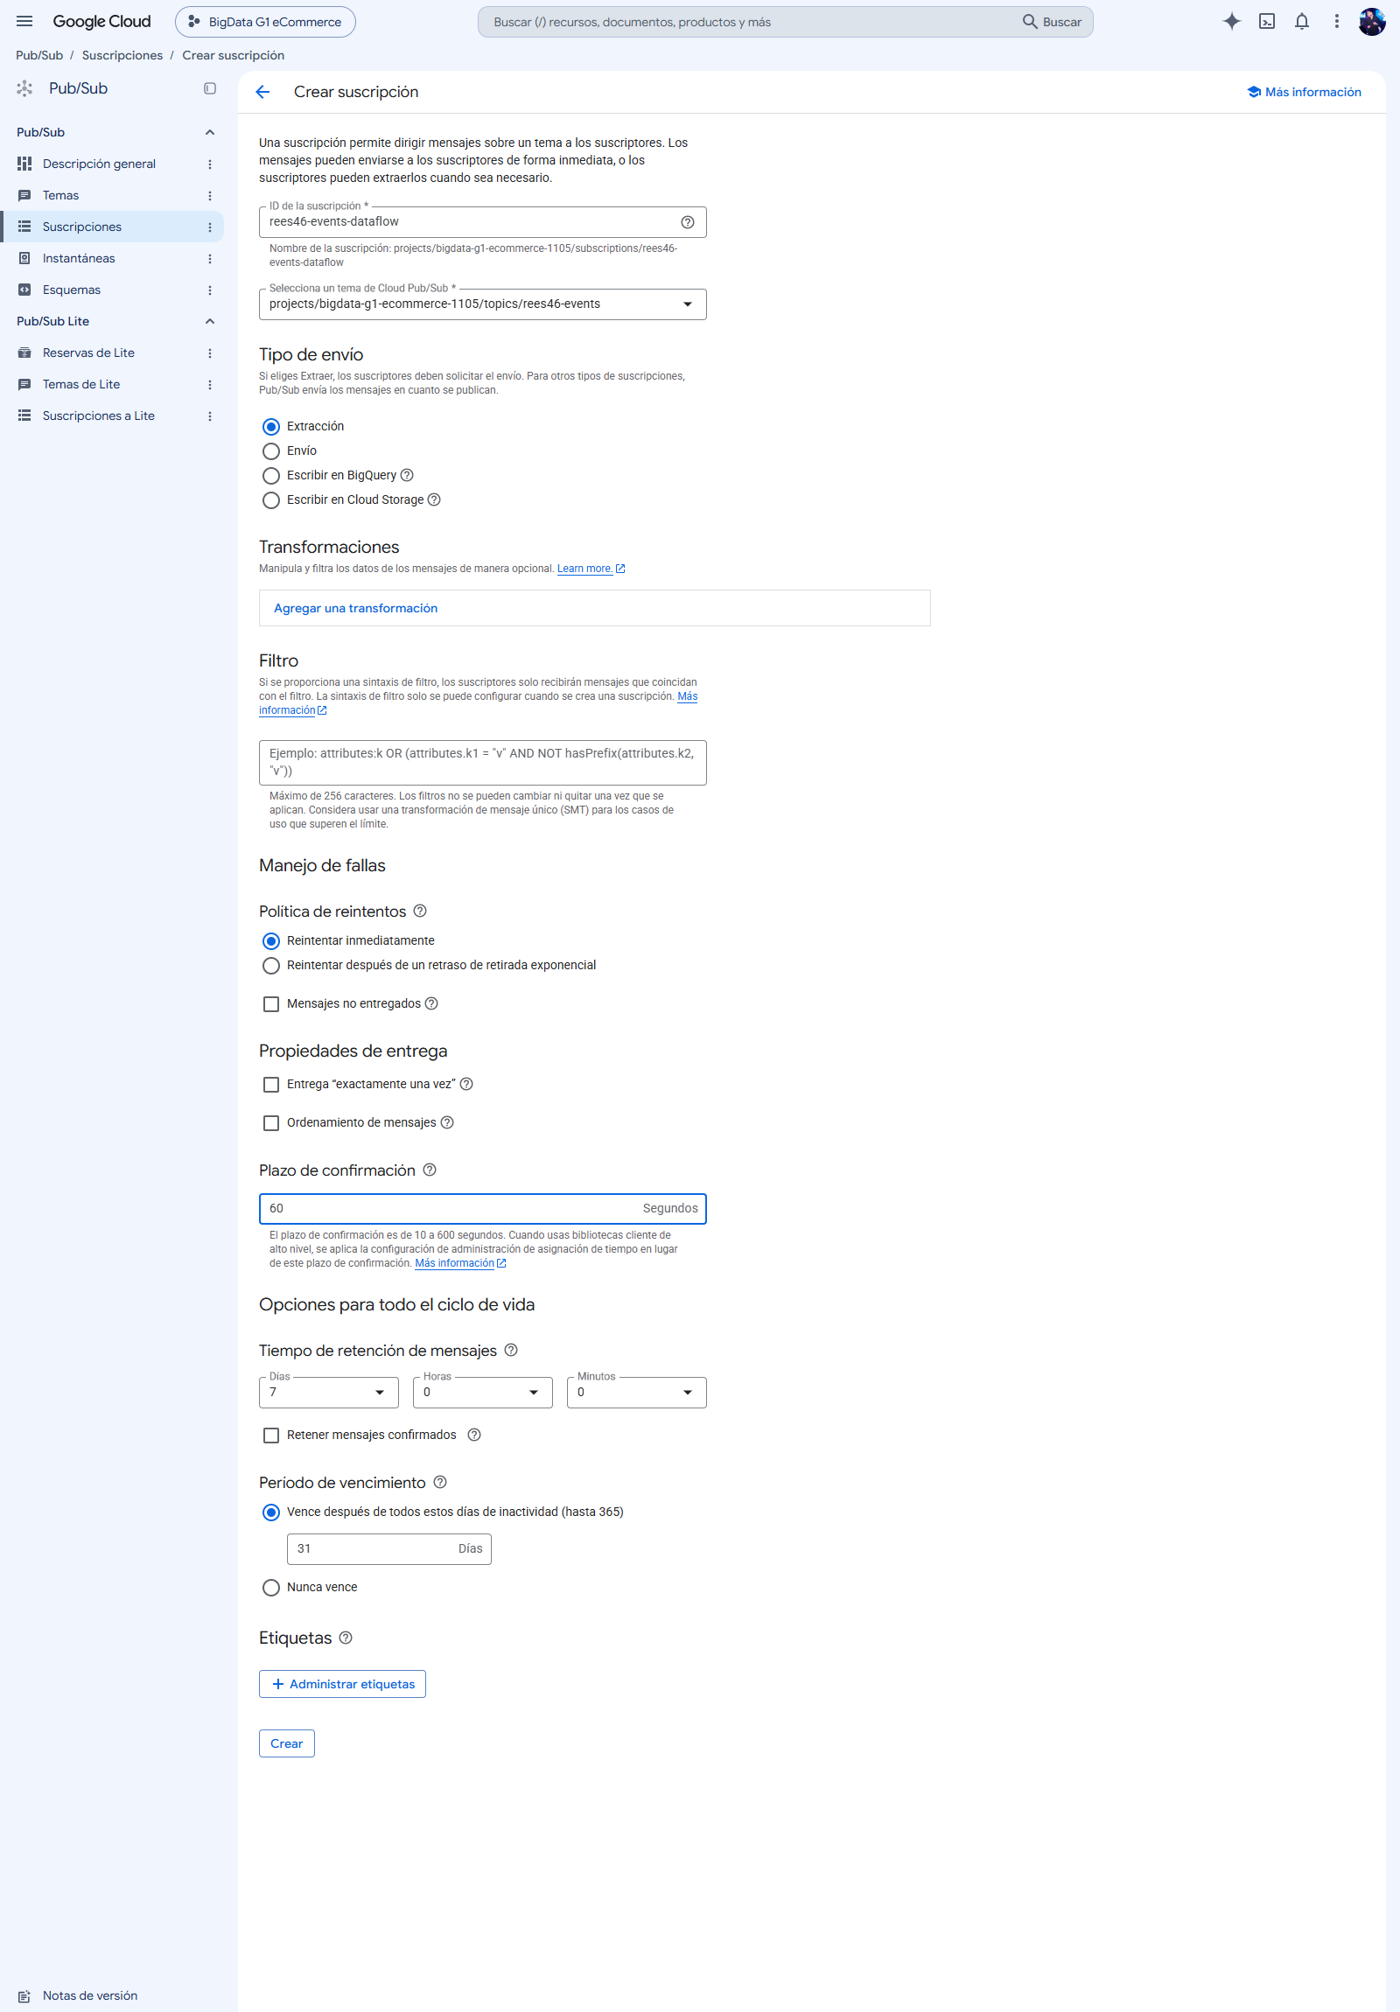 Google Cloud
BigData G1 eCommerce
Buscar (/) recursos, documentos, productos y más
Buscar
Pub/Sub / Suscripciones / Crear suscripción
Pub/Sub
Pub/Sub
Descripción general
Temas
Suscripciones
Instantáneas
Esquemas
Pub/Sub Lite
Reservas de Lite
Temas de Lite
Suscripciones a Lite
Notas de versión
Crear suscripción
Más información
Una suscripción permite dirigir mensajes sobre un tema a los suscriptores. Los
mensajes pueden enviarse a los suscriptores de forma inmediata, o los
suscriptores pueden extraerlos cuando sea necesario.
ID de la suscripción *
rees46-events-dataflow
Nombre de la suscripción: projects/bigdata-g1-ecommerce-1105/subscriptions/rees46-
events-dataflow
Selecciona un tema de Cloud Pub/Sub *
projects/bigdata-g1-ecommerce-1105/topics/rees46-events
Tipo de envío
Si eliges Extraer, los suscriptores deben solicitar el envío. Para otros tipos de suscripciones,
Pub/Sub envía los mensajes en cuanto se publican.
Extracción
Envío
Escribir en BigQuery
Escribir en Cloud Storage
Transformaciones
Manipula y filtra los datos de los mensajes de manera opcional. Learn more.
Agregar una transformación
Filtro
Si se proporciona una sintaxis de filtro, los suscriptores solo recibirán mensajes que coincidan
con el filtro. La sintaxis de filtro solo se puede configurar cuando se crea una suscripción. Más
información
Ejemplo: attributes:k OR (attributes.k1 = "v" AND NOT hasPrefix(attributes.k2,
"v"))
Máximo de 256 caracteres. Los filtros no se pueden cambiar ni quitar una vez que se
aplican. Considera usar una transformación de mensaje único (SMT) para los casos de
uso que superen el límite.
Manejo de fallas
Política de reintentos
Reintentar inmediatamente
Reintentar después de un retraso de retirada exponencial
Mensajes no entregados
Propiedades de entrega
Entrega “exactamente una vez”
Ordenamiento de mensajes
Plazo de confirmación
60 Segundos
El plazo de confirmación es de 10 a 600 segundos. Cuando usas bibliotecas cliente de
alto nivel, se aplica la configuración de administración de asignación de tiempo en lugar
de este plazo de confirmación. Más información
Opciones para todo el ciclo de vida
Tiempo de retención de mensajes
Días Horas Minutos
7 0 0
Retener mensajes confirmados
Período de vencimiento
Vence después de todos estos días de inactividad (hasta 365)
31 Días
Nunca vence
Etiquetas
Administrar etiquetas
Crear